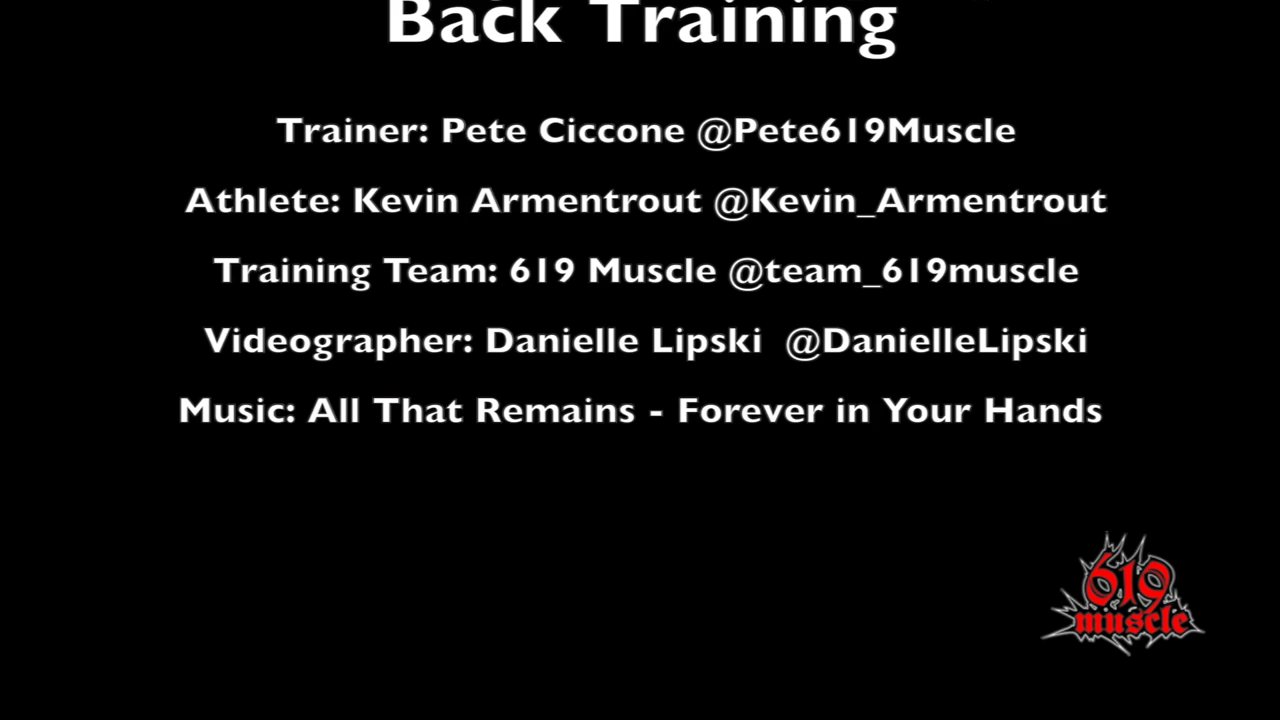 Back Training
Trainer: Pete Ciccone @Pete619Muscle
Athlete: Kevin Armentrout @Kevin_Armentrout
Training Team: 619 Muscle @team_619muscle
Videographer: Danielle Lipski @DanielleLipski
Music: All That Remains - Forever in Your Hands
619
muscle